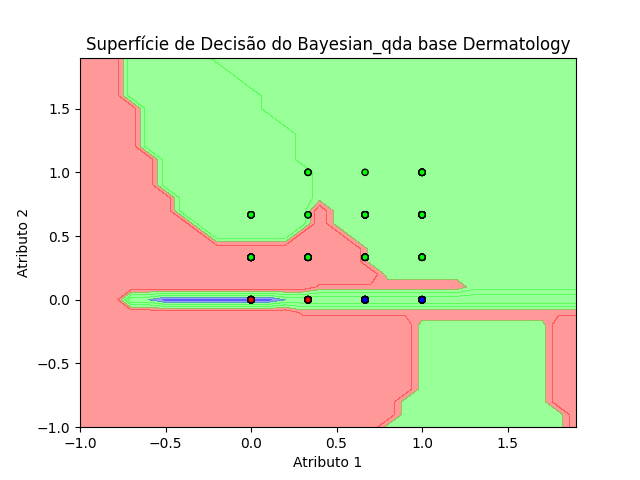 Superfície de Decisão do Bayesian_qda base Dermatology
Atributo 2
1.5
1.0
0.5
0.0
−0.5
−1.0
−1.0 −0.5 0.0 0.5 1.0 1.5
Atributo 1